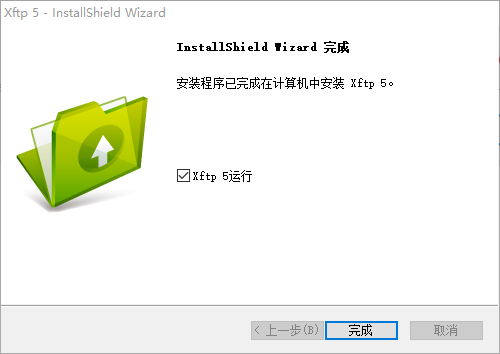 Xftp 5 - InstallShield Wizard
InstallShield Wizard 完成
安装程序已完成在计算机中安装 Xftp 5。
Xftp 5运行
< 上一步(B)
完成
取消